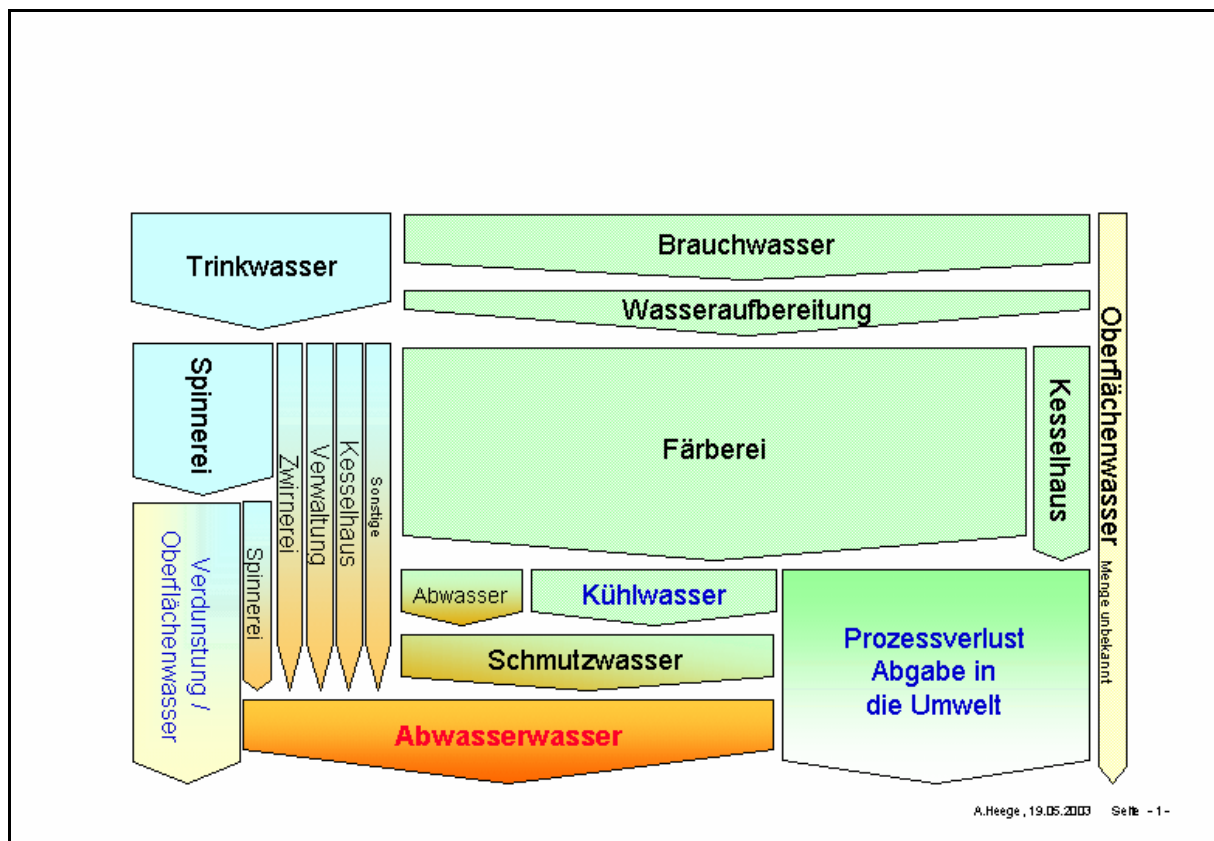 Trinkwasser
Brauchwasser
Wasseraufbereitung
Oberflächenwasser Menge unbekannt
Spinnerei
Zwirnerei
Verwaltung
Kesselhaus
Sonstige
Färberei
Kesselhaus
Verdunstung /
Oberflächenwasser
Spinnerei
Abwasser
Kühlwasser
Prozessverlust
Abgabe in
die Umwelt
Schmutzwasser
Abwasserwasser
A.Heege, 19.05.2003 Seite -1-